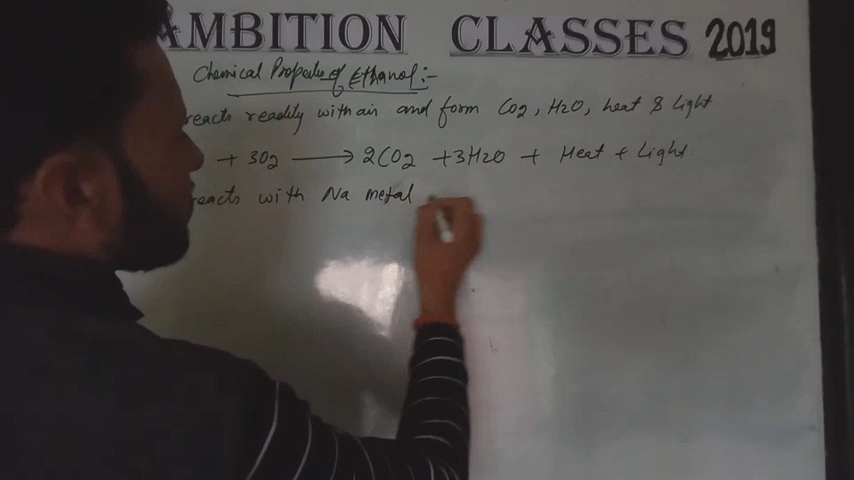 AMBITION CLASSES 2019
Chemical Properties of Ethanol:-
reacts readily with air and form CO2, H2O, heat & light
+ 3O2 → 2CO2 + 3H2O + Heat & Light.
reacts with Na metal